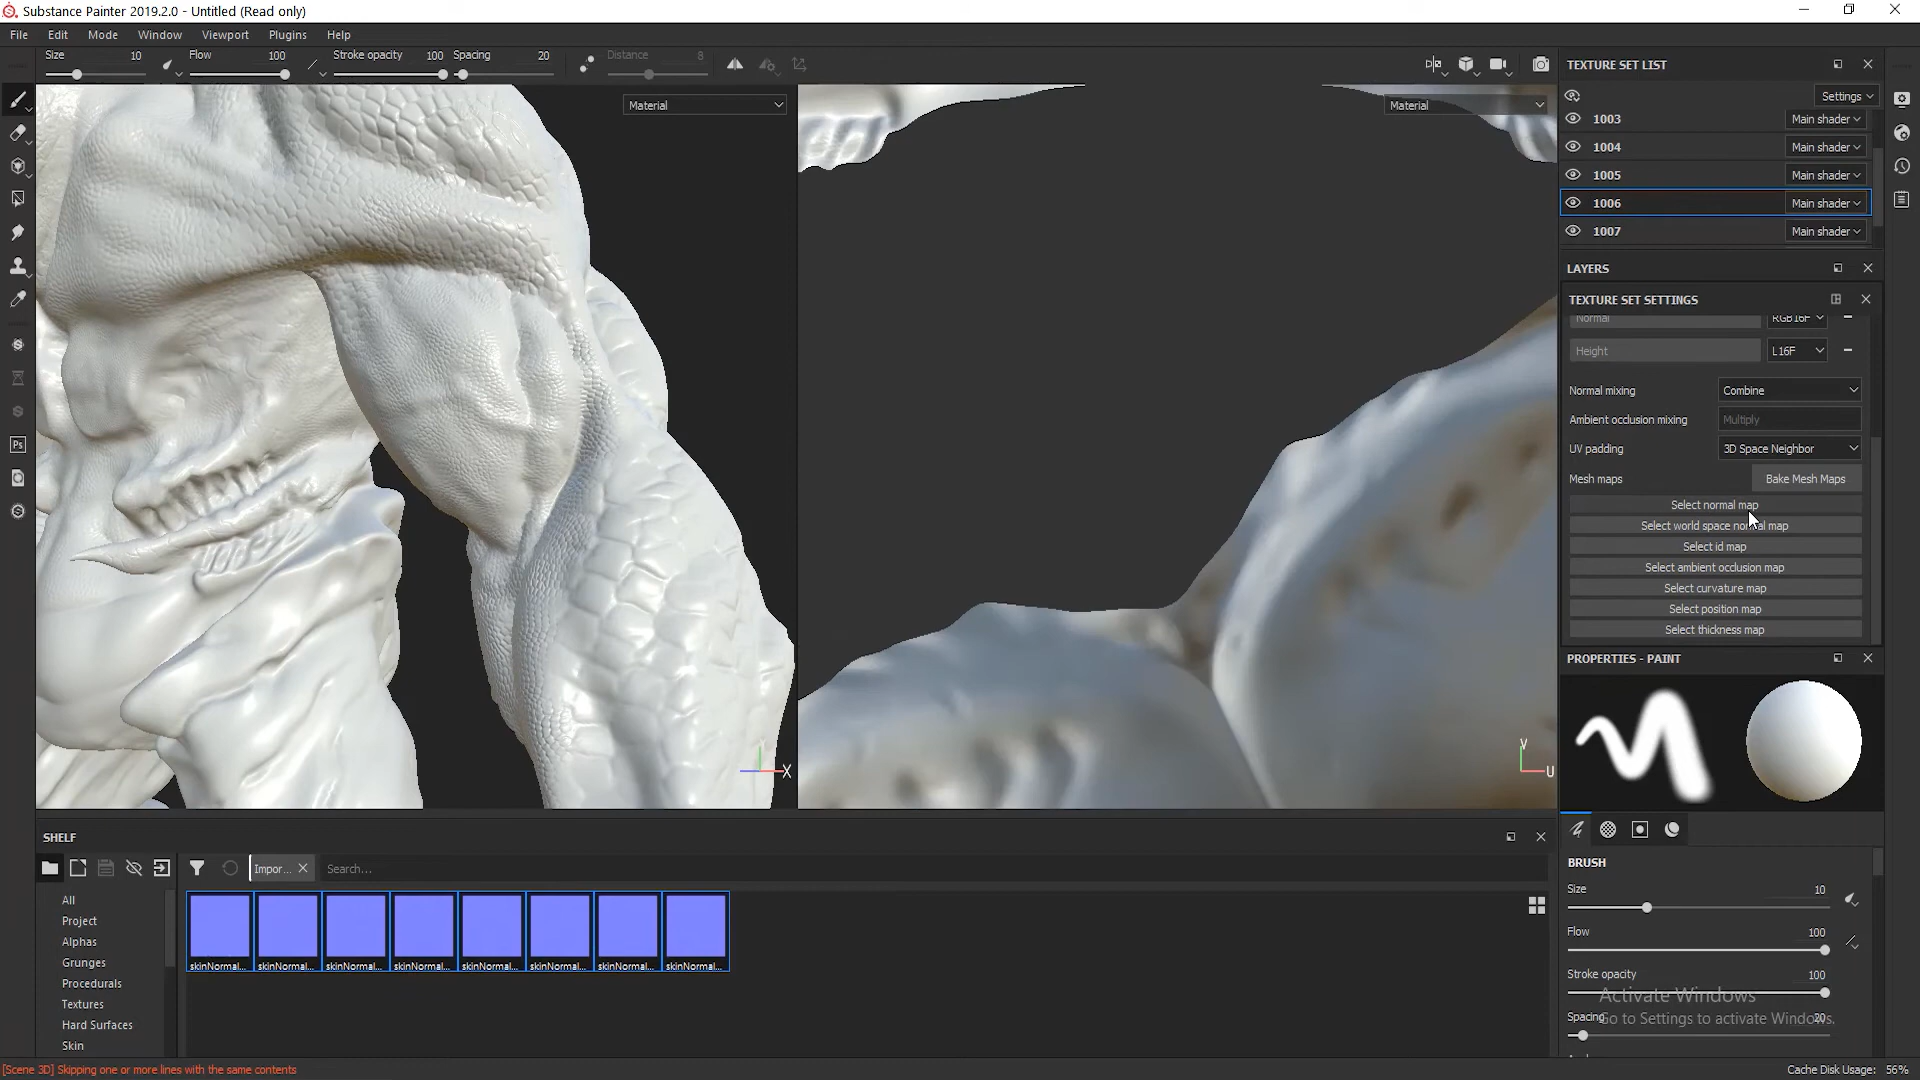 Substance Painter 2019.2.0 - Untitled (Read only)
File Edit Mode Window Viewport Plugins Help
Size 10 Flow 100 Stroke opacity 100 Spacing 20 Distance 8
Material
Material
TEXTURE SET LIST
Settings
1003 Main shader
1004 Main shader
1005 Main shader
1006 Main shader
1007 Main shader
LAYERS
TEXTURE SET SETTINGS
Normal RGB16F
Height L16F
Normal mixing Combine
Ambient occlusion mixing Multiply
UV padding 3D Space Neighbor
Mesh maps Bake Mesh Maps
Select normal map
Select world space normal map
Select id map
Select ambient occlusion map
Select curvature map
Select position map
Select thickness map
PROPERTIES - PAINT
X
V
U
Ps
SHELF
Impor... Search...
All
Project
Alphas
Grunges
Procedurals
Textures
Hard Surfaces
Skin
skinNormal... skinNormal... skinNormal... skinNormal... skinNormal... skinNormal... skinNormal... skinNormal...
BRUSH
Size 10
Flow 100
Stroke opacity 100
Spacing 20
Activate Windows
Go to Settings to activate Windows.
[Scene 3D] Skipping one or more lines with the same contents
Cache Disk Usage: 56%